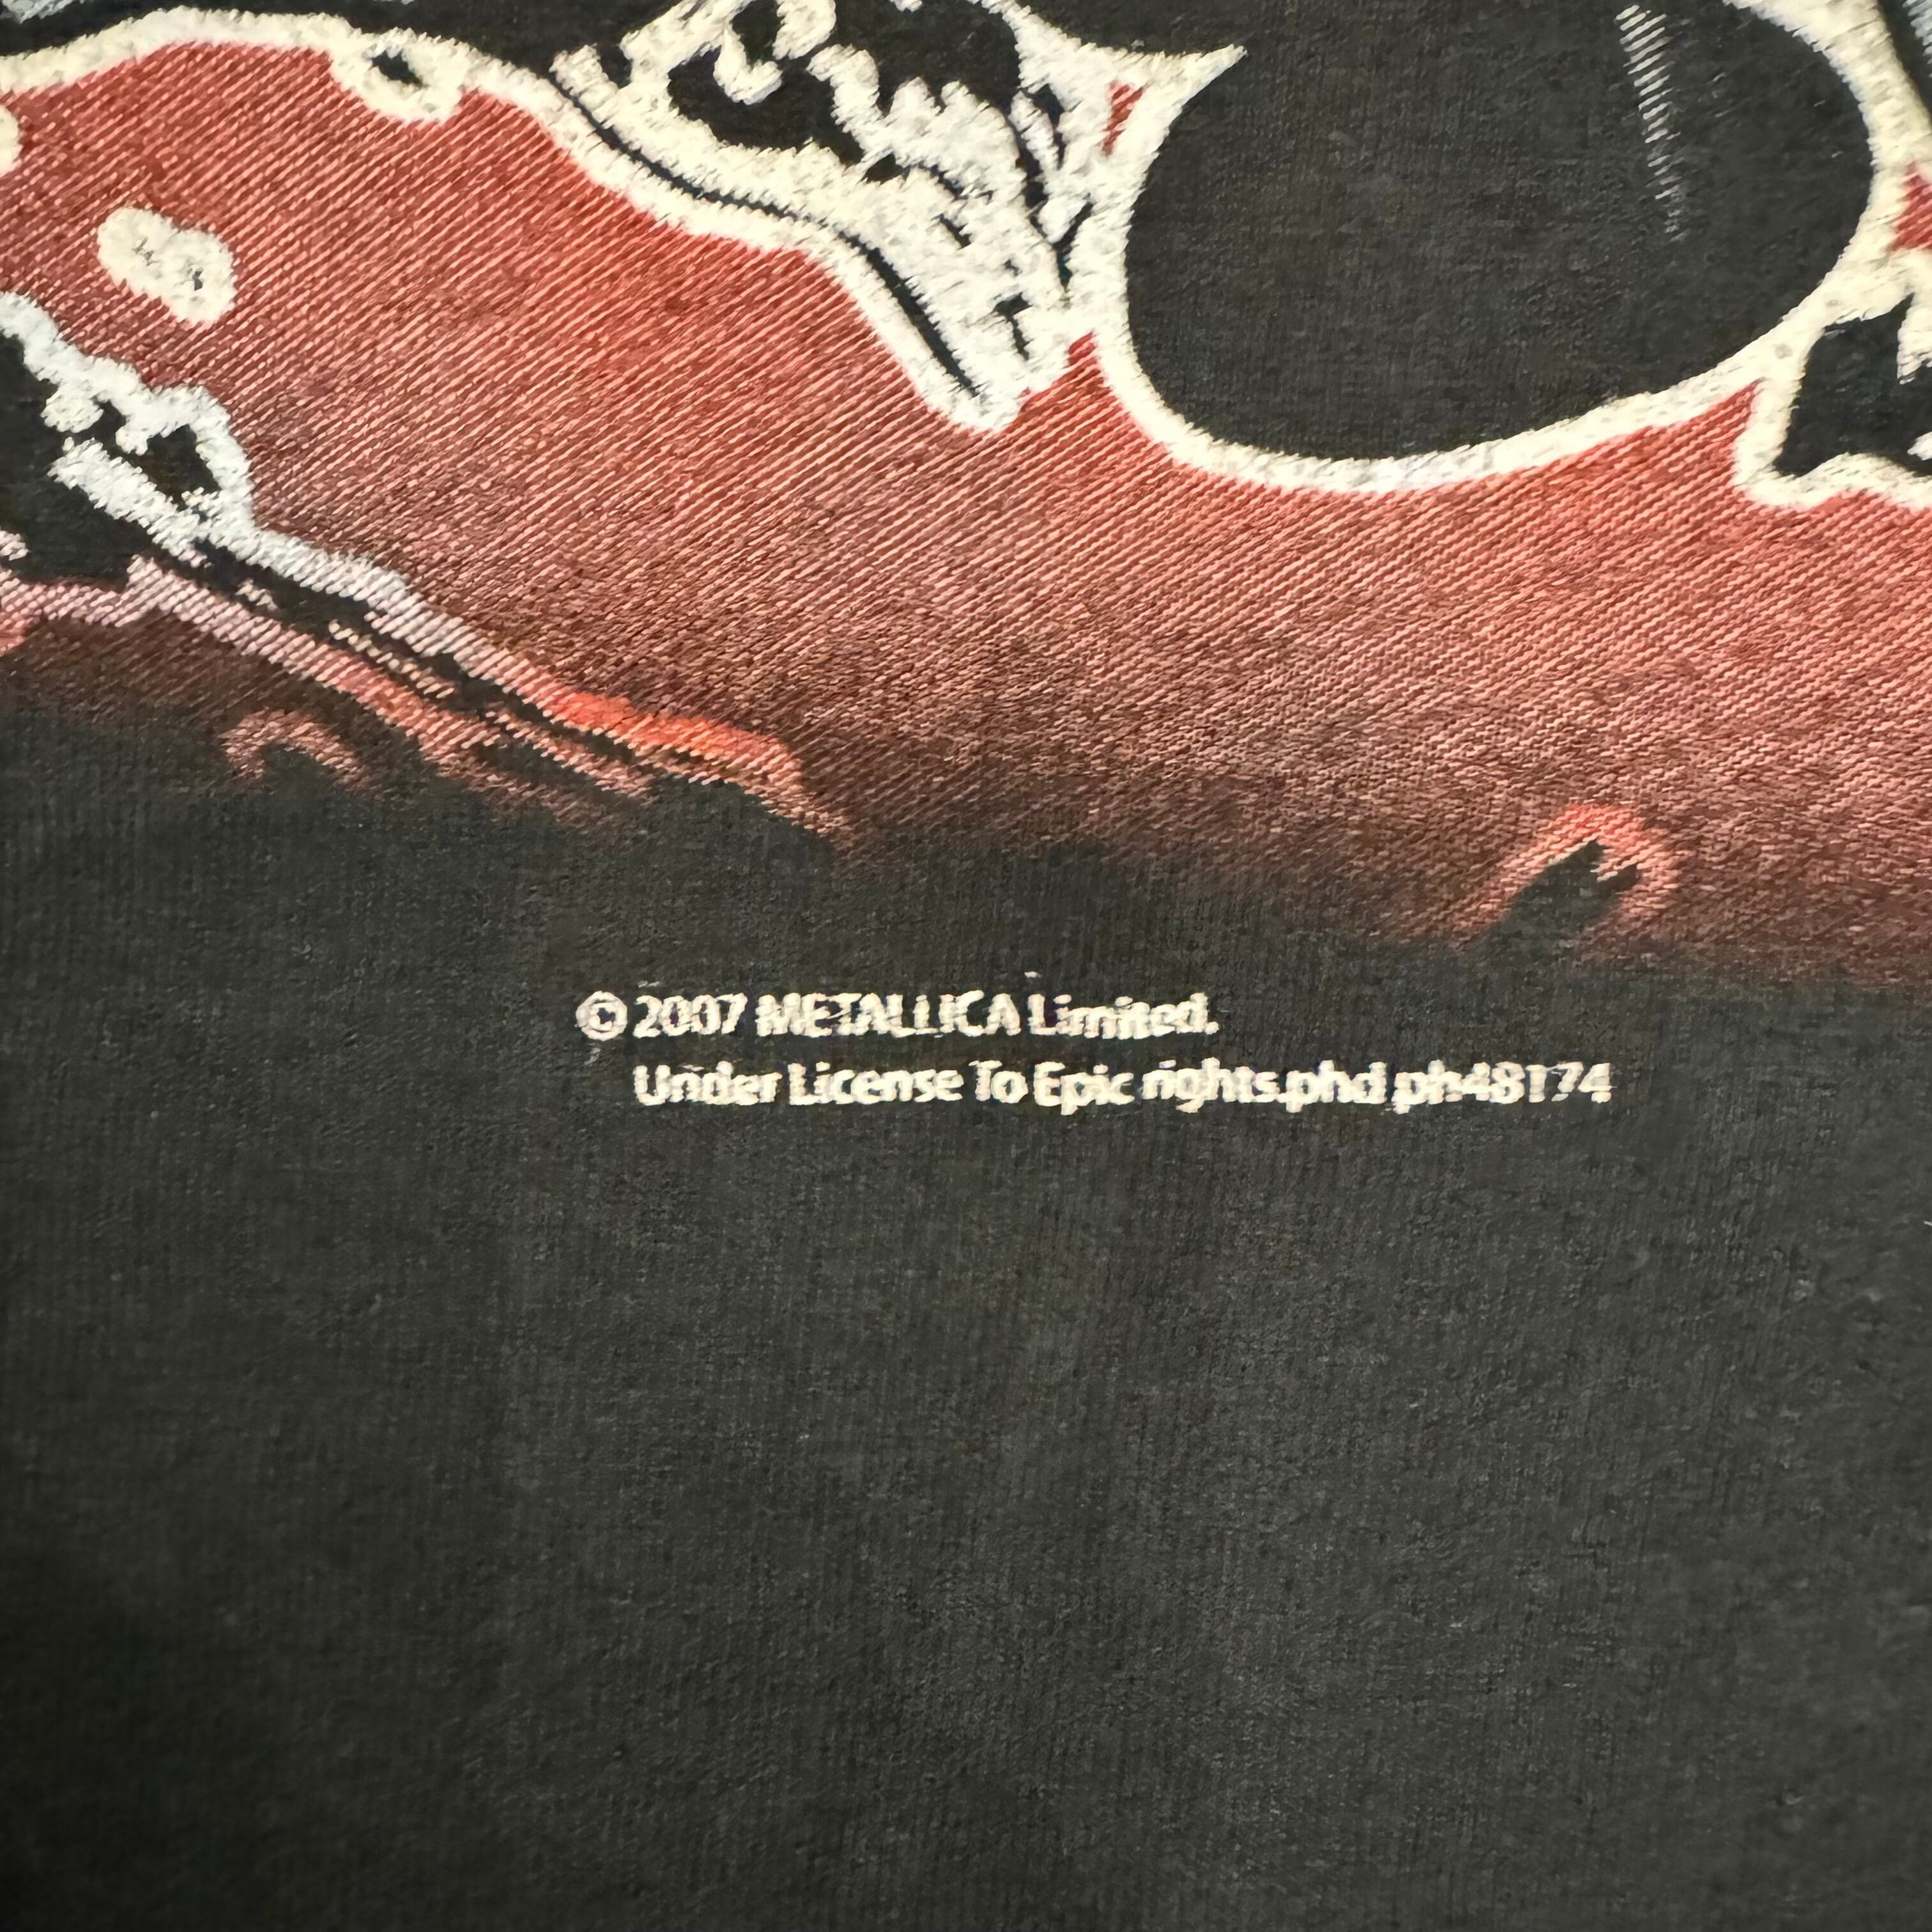 © 2007 METALLICA Limited.
Under License To Epic rights.phd ph48174